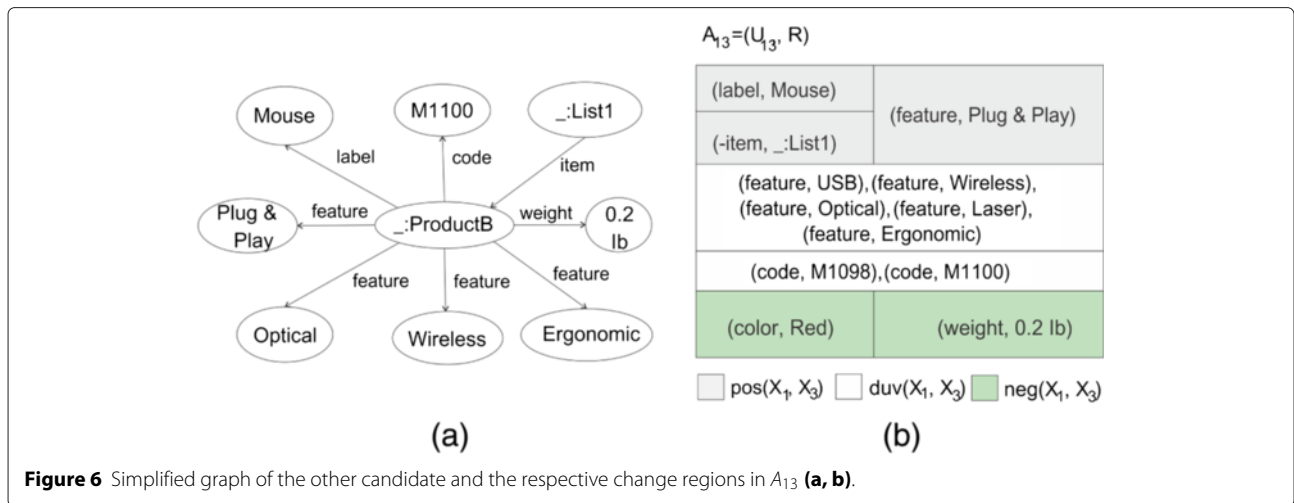 Mouse
M1100
_:List1
label
code
item
Plug &
Play
feature
_:ProductB
weight
0.2
lb
feature
feature
feature
Optical
Wireless
Ergonomic
(a)
A13=(U13, R)
(label, Mouse)
(-item, _:List1)
(feature, Plug & Play)
(feature, USB),(feature, Wireless),
(feature, Optical),(feature, Laser),
(feature, Ergonomic)
(code, M1098),(code, M1100)
(color, Red)
(weight, 0.2 lb)
pos(X1, X3)
duv(X1, X3)
neg(X1, X3)
(b)
Figure 6 Simplified graph of the other candidate and the respective change regions in A13 (a, b).